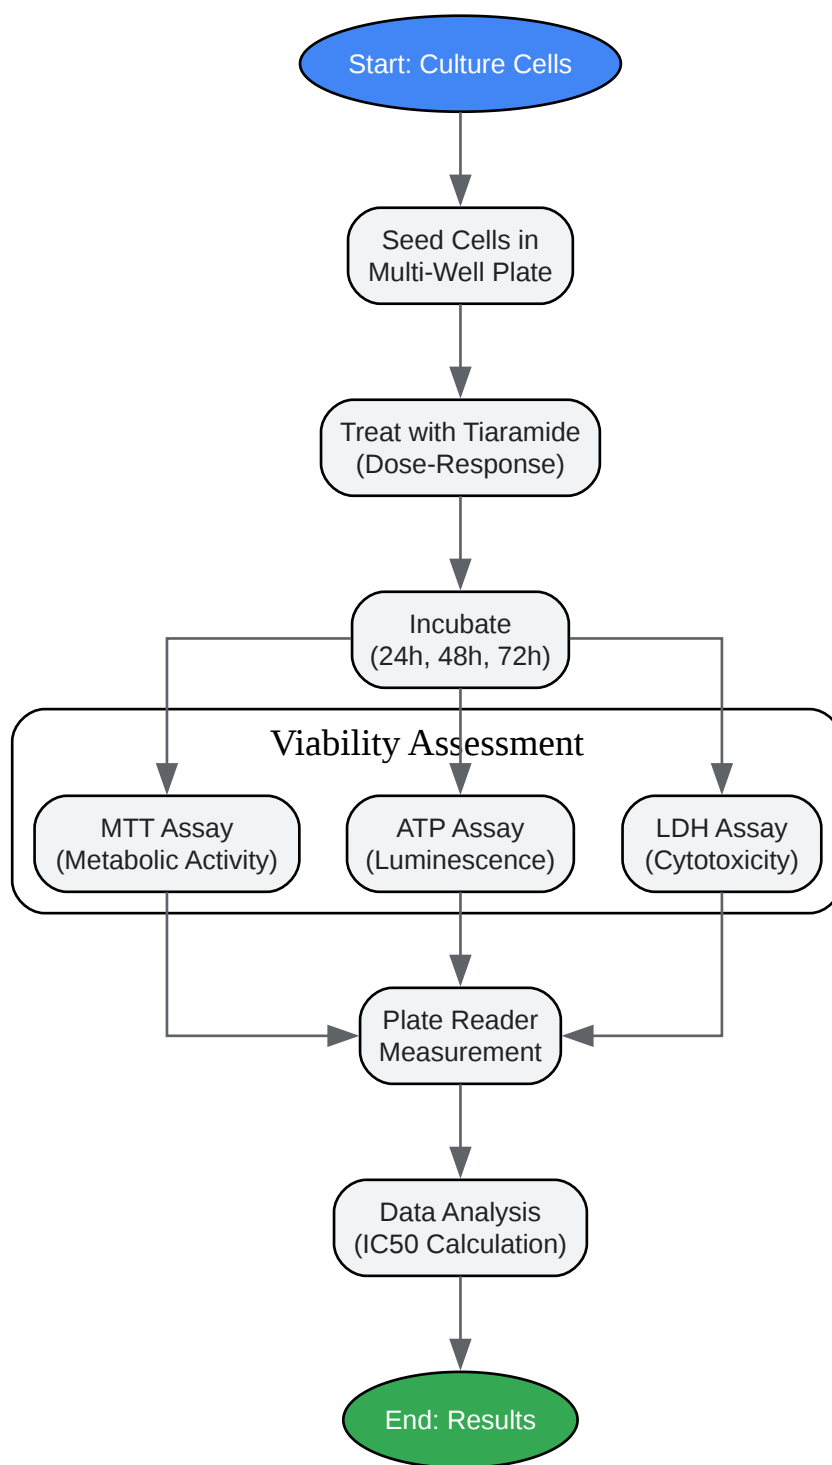 Start: Culture Cells
Seed Cells in
Multi-Well Plate
Treat with Tiaramide
(Dose-Response)
Incubate
(24h, 48h, 72h)
Viability Assessment
MTT Assay
(Metabolic Activity)
ATP Assay
(Luminescence)
LDH Assay
(Cytotoxicity)
Plate Reader
Measurement
Data Analysis
(IC50 Calculation)
End: Results